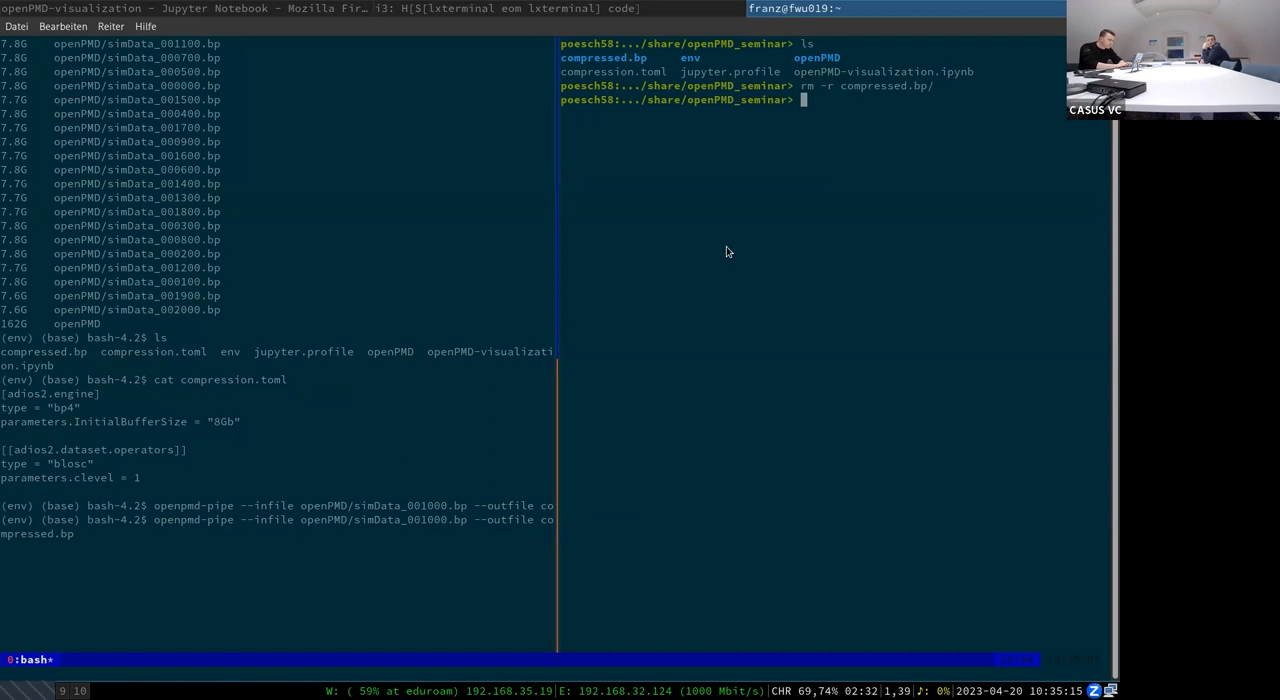 openPMD-visualization – Jupyter Notebook – Mozilla Fir… i3: H[S[lxterminal eom lxterminal] code] franz@fwu019:~
Datei Bearbeiten Reiter Hilfe
7.8G openPMD/simData_001100.bp
7.8G openPMD/simData_000700.bp
7.8G openPMD/simData_000500.bp
7.8G openPMD/simData_000000.bp
7.7G openPMD/simData_001500.bp
7.8G openPMD/simData_000400.bp
7.7G openPMD/simData_001700.bp
7.8G openPMD/simData_000900.bp
7.7G openPMD/simData_001600.bp
7.8G openPMD/simData_000600.bp
7.7G openPMD/simData_001400.bp
7.7G openPMD/simData_001300.bp
7.7G openPMD/simData_001800.bp
7.8G openPMD/simData_000300.bp
7.8G openPMD/simData_000800.bp
7.8G openPMD/simData_000200.bp
7.7G openPMD/simData_001200.bp
7.8G openPMD/simData_000100.bp
7.6G openPMD/simData_001900.bp
7.6G openPMD/simData_002000.bp
162G openPMD
(env) (base) bash-4.2$ ls
compressed.bp compression.toml env jupyter.profile openPMD openPMD-visualizati
on.ipynb
(env) (base) bash-4.2$ cat compression.toml
[adios2.engine]
type = "bp4"
parameters.InitialBufferSize = "8Gb"
[[adios2.dataset.operators]]
type = "blosc"
parameters.clevel = 1
(env) (base) bash-4.2$ openpmd-pipe --infile openPMD/simData_001000.bp --outfile co
(env) (base) bash-4.2$ openpmd-pipe --infile openPMD/simData_001000.bp --outfile co
mpressed.bp
poesch58:.../share/openPMD_seminar> ls
compressed.bp env openPMD
compression.toml jupyter.profile openPMD-visualization.ipynb
poesch58:.../share/openPMD_seminar> rm -r compressed.bp/
poesch58:.../share/openPMD_seminar>
CASUS VC
0:bash*
9 10 W: ( 59% at eduroam) 192.168.35.19|E: 192.168.32.124 (1000 Mbit/s)|CHR 69,74% 02:32|1,39|♪: 0%|2023-04-20 10:35:15